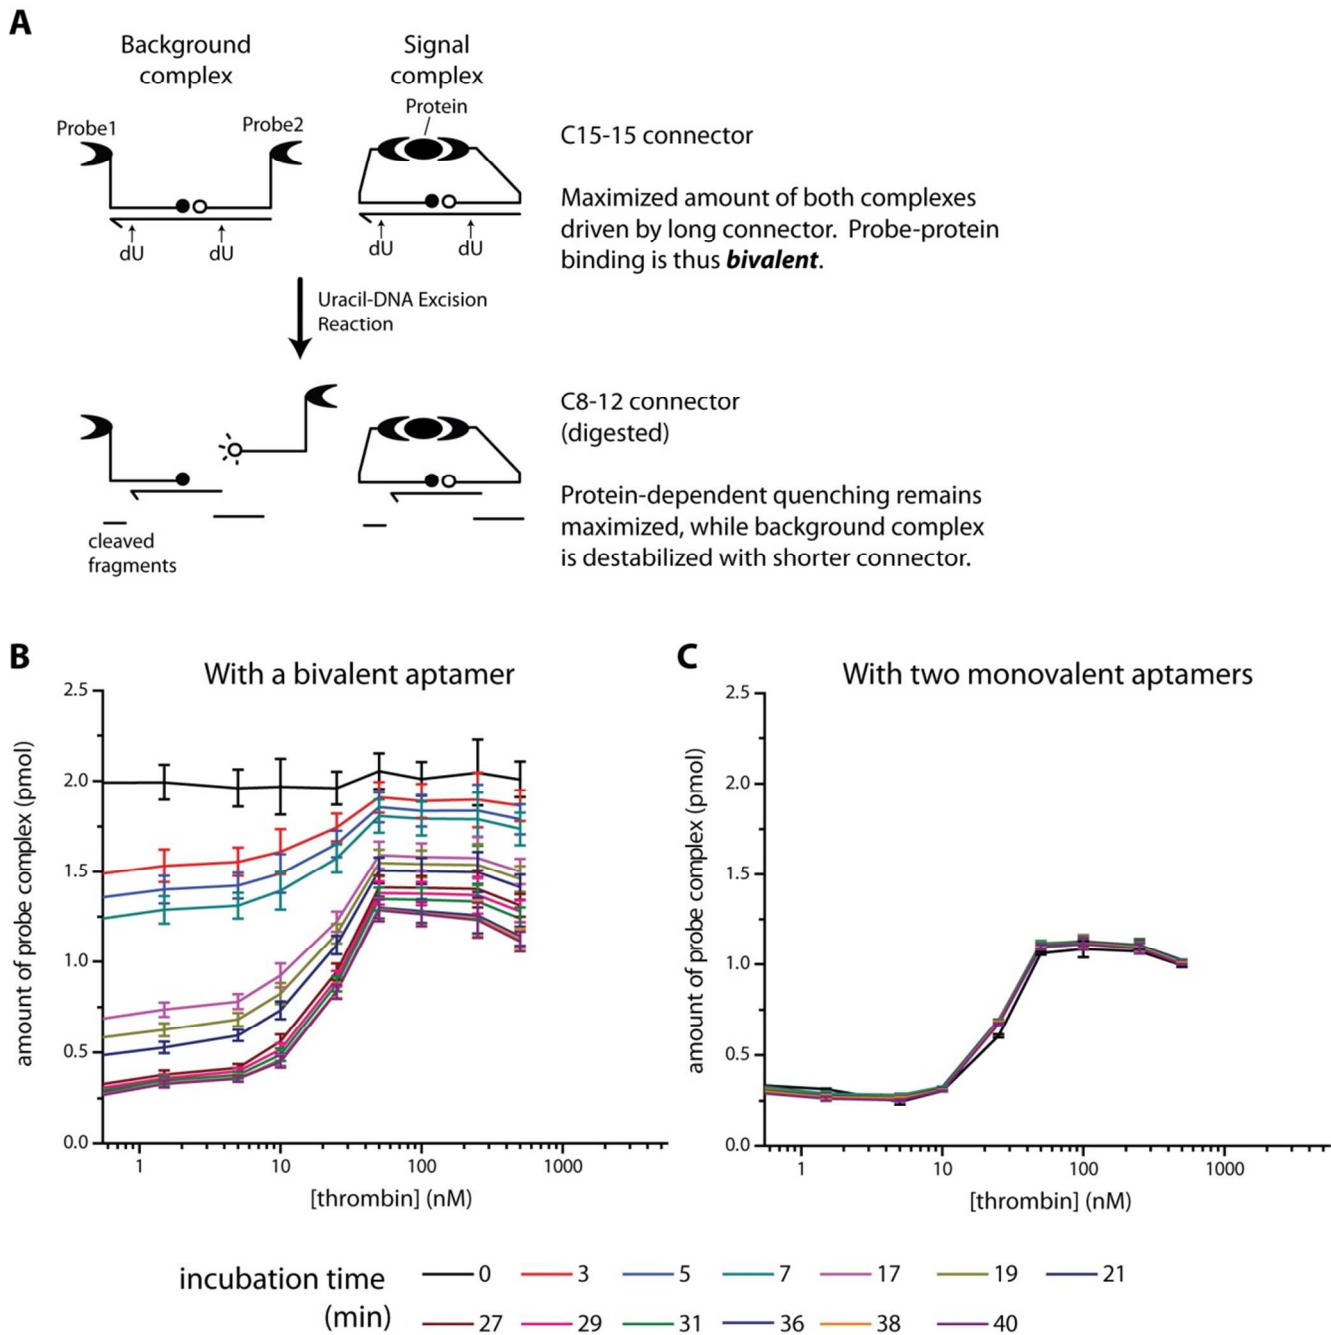 A
Background
complex
Signal
complex
Protein
Probe1
Probe2
C15-15 connector
Maximized amount of both complexes
driven by long connector. Probe-protein
binding is thus bivalent.
dU
dU
dU
dU
Uracil-DNA Excision
Reaction
C8-12 connector
(digested)
Protein-dependent quenching remains
maximized, while background complex
is destabilized with shorter connector.
cleaved
fragments
B
With a bivalent aptamer
amount of probe complex (pmol)
2.5
2.0
1.5
1.0
0.5
0.0
1
10
100
1000
[thrombin] (nM)
C
With two monovalent aptamers
amount of probe complex (pmol)
2.5
2.0
1.5
1.0
0.5
0.0
1
10
100
1000
[thrombin] (nM)
incubation time
(min)
0
3
5
7
17
19
21
27
29
31
36
38
40